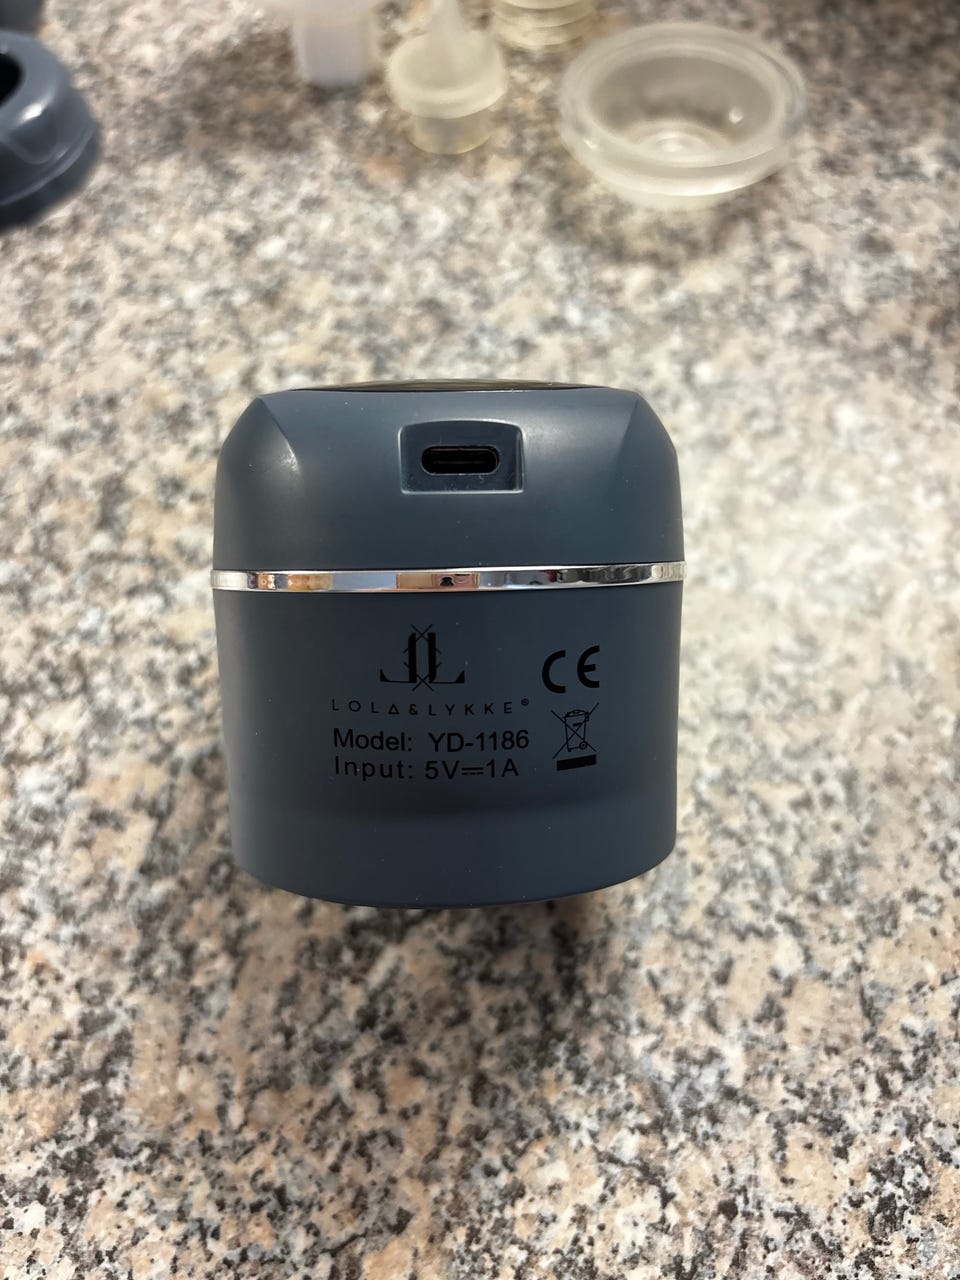 LOLA&LYKKE®
CE
Model: YD-1186
Input: 5V⎓1A